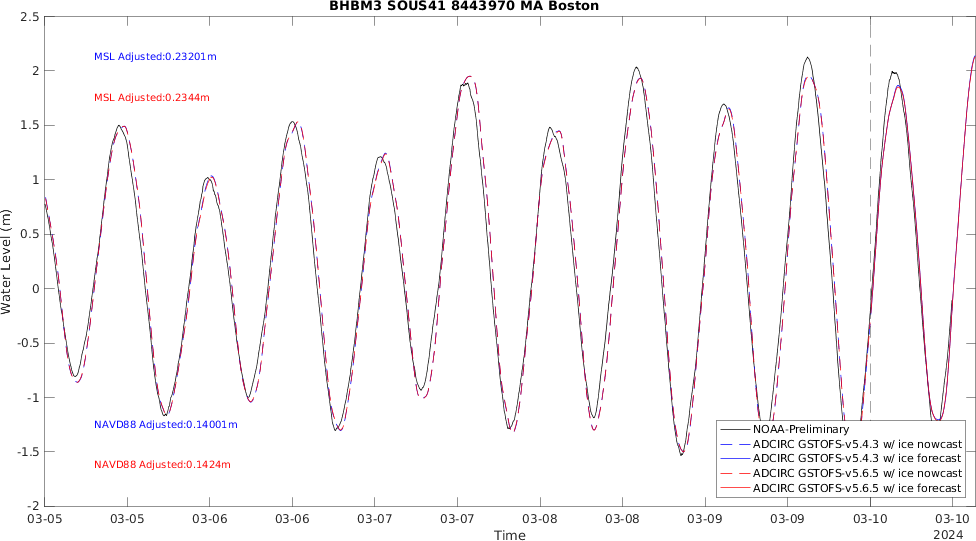 BHBM3 SOUS41 8443970 MA Boston
2.5
2
1.5
1
0.5
0
-0.5
-1
-1.5
-2
Water Level (m)
MSL Adjusted:0.23201m
MSL Adjusted:0.2344m
NAVD88 Adjusted:0.14001m
NAVD88 Adjusted:0.1424m
NOAA-Preliminary
ADCIRC GSTOFS-v5.4.3 w/ ice nowcast
ADCIRC GSTOFS-v5.4.3 w/ ice forecast
ADCIRC GSTOFS-v5.6.5 w/ ice nowcast
ADCIRC GSTOFS-v5.6.5 w/ ice forecast
03-05 03-05 03-06 03-06 03-07 03-07 03-08 03-08 03-09 03-09 03-10 03-10
Time 2024